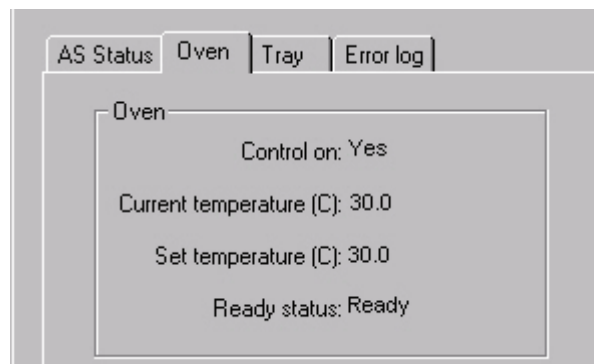 AS Status Oven Tray Error log
Oven
Control on: Yes
Current temperature (C): 30.0
Set temperature (C): 30.0
Ready status: Ready